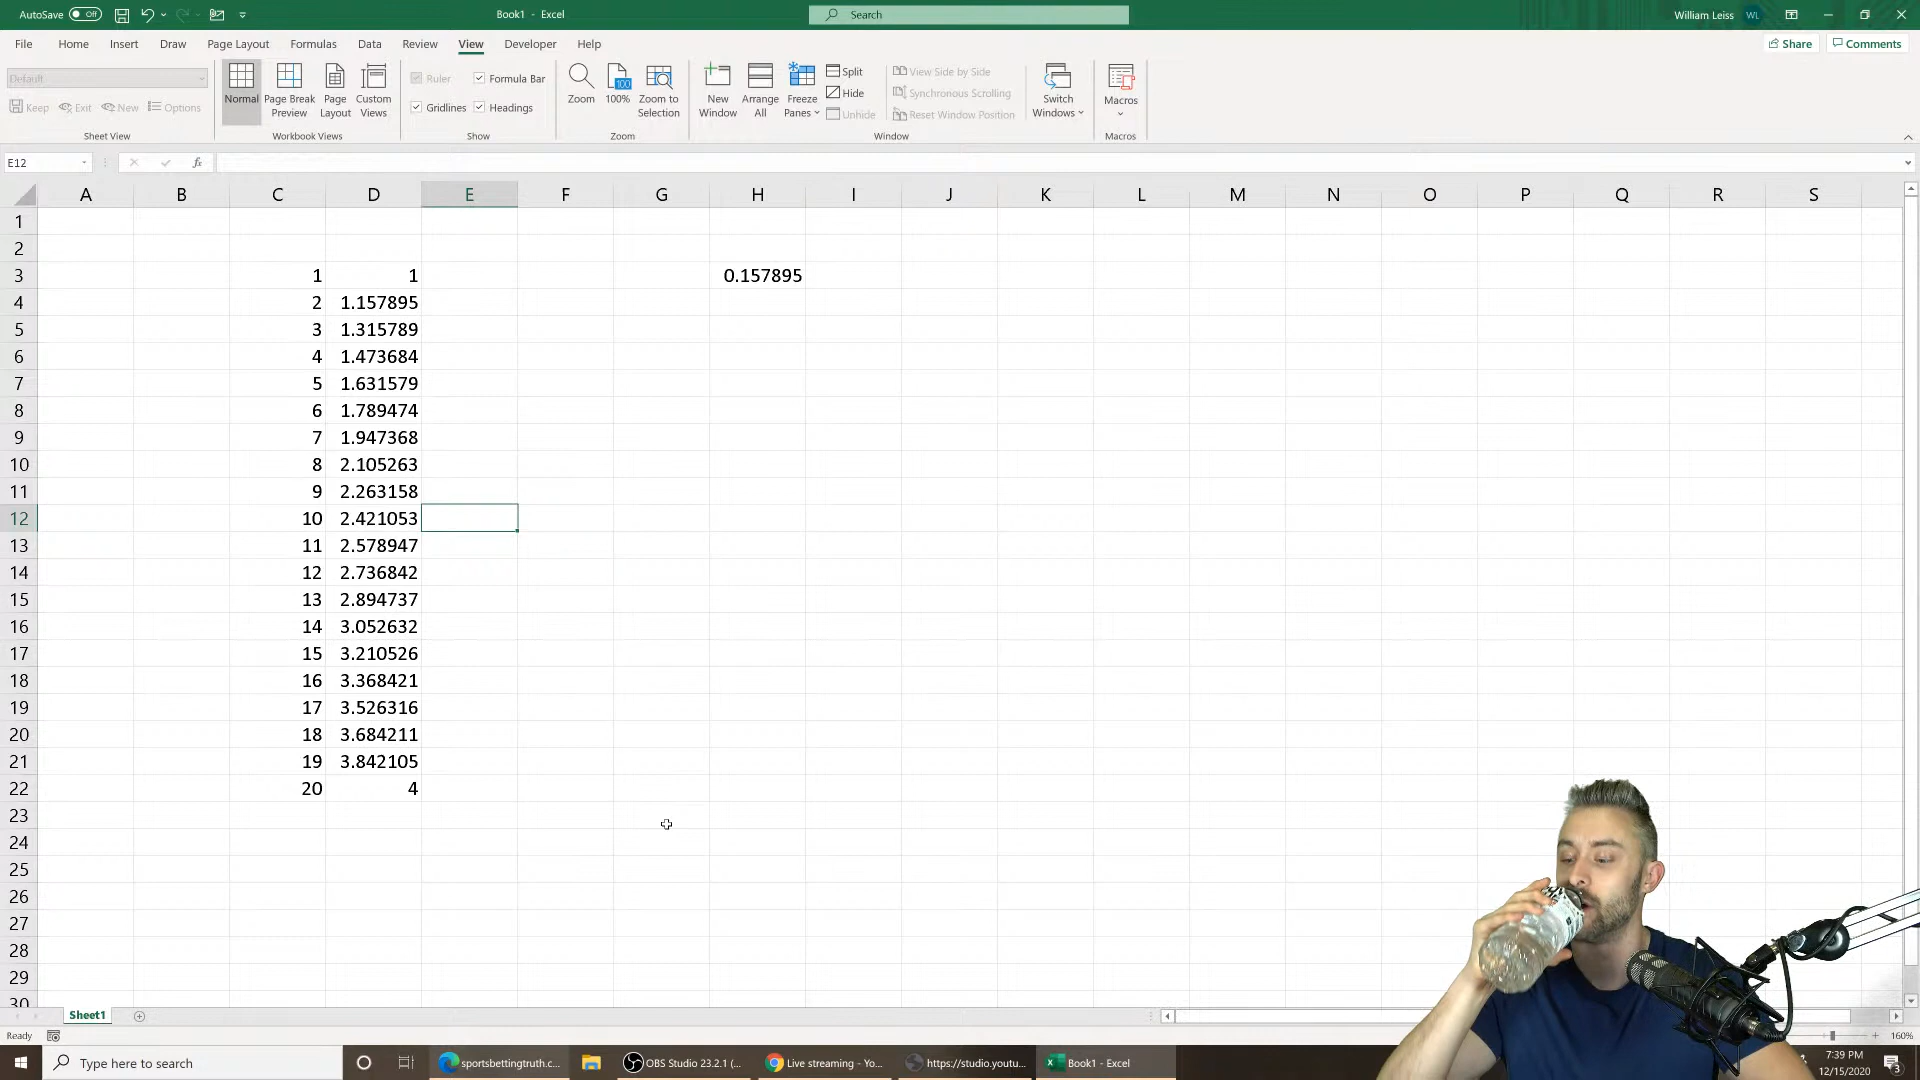 AutoSave Off
Book1 - Excel
Search
William Leiss WL
File Home Insert Draw Page Layout Formulas Data Review View Developer Help
Share Comments
Default
Keep Exit New Options
Sheet View
Normal
Page Break Preview
Page Layout
Custom Views
Workbook Views
Ruler Formula Bar
Gridlines Headings
Show
Zoom
100
100%
Zoom to Selection
Zoom
New Window
Arrange All
Freeze Panes
Split
Hide
Unhide
View Side by Side
Synchronous Scrolling
Reset Window Position
Window
Switch Windows
Macros
Macros
E12 fx
A B C D E F G H I J K L M N O P Q R S
1
2
3 1 1 0.157895
4 2 1.157895
5 3 1.315789
6 4 1.473684
7 5 1.631579
8 6 1.789474
9 7 1.947368
10 8 2.105263
11 9 2.263158
12 10 2.421053
13 11 2.578947
14 12 2.736842
15 13 2.894737
16 14 3.052632
17 15 3.210526
18 16 3.368421
19 17 3.526316
20 18 3.684211
21 19 3.842105
22 20 4
23
24
25
26
27
28
29
30
Sheet1
Ready
160%
Type here to search
sportsbettingtruth.c...
OBS Studio 23.2.1 (...
Live streaming - Yo...
https://studio.youtu...
Book1 - Excel
7:39 PM
12/15/2020
3